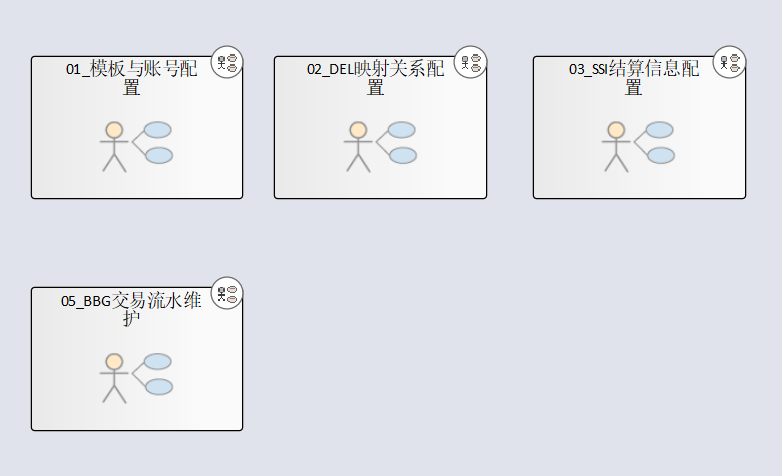 01_模板与账号配
置
02_DEL映射关系配
置
03_SSI结算信息配
置
05_BBG交易流水维
护